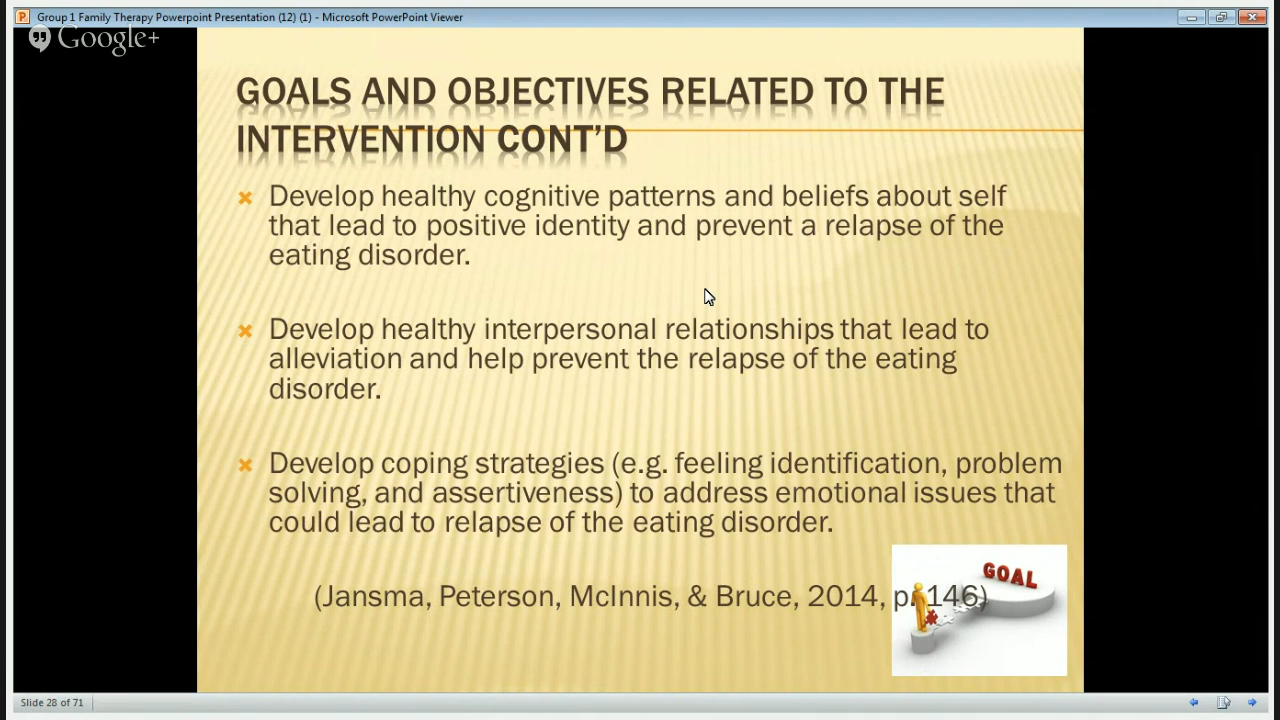 Group 1 Family Therapy Powerpoint Presentation (12) (1) - Microsoft PowerPoint Viewer
Google+
GOALS AND OBJECTIVES RELATED TO THE
INTERVENTION CONT'D
Develop healthy cognitive patterns and beliefs about self
that lead to positive identity and prevent a relapse of the
eating disorder.
Develop healthy interpersonal relationships that lead to
alleviation and help prevent the relapse of the eating
disorder.
Develop coping strategies (e.g. feeling identification, problem
solving, and assertiveness) to address emotional issues that
could lead to relapse of the eating disorder.
GOAL
(Jansma, Peterson, McInnis, & Bruce, 2014, p. 146)
Slide 28 of 71